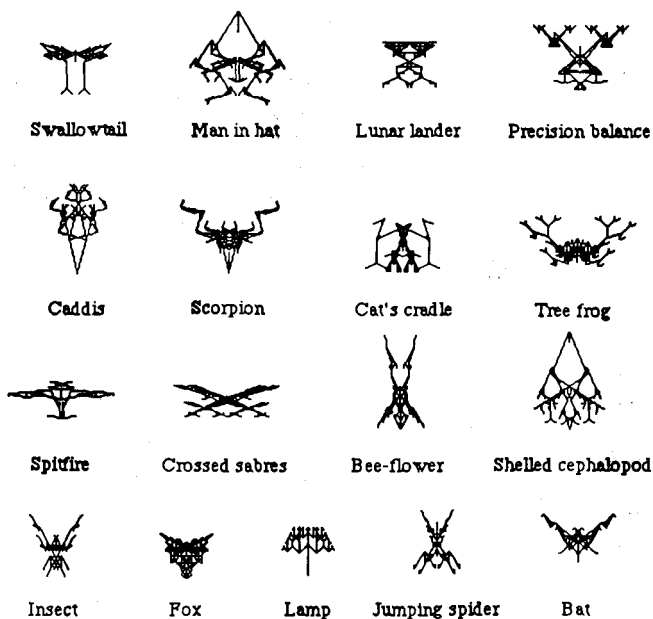 Swallowtail Man in hat Lunar lander Precision balance
Caddis Scorpion Cat's cradle Tree frog
Spitfire Crossed sabres Bee-flower Shelled cephalopod
Insect Fox Lamp Jumping spider Bat